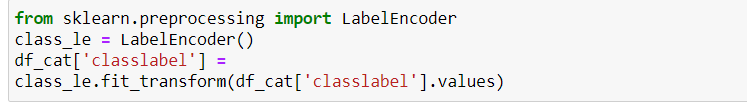 from sklearn.preprocessing import LabelEncoder
class_le = LabelEncoder()
df_cat['classlabel'] =
class_le.fit_transform(df_cat['classlabel'].values)